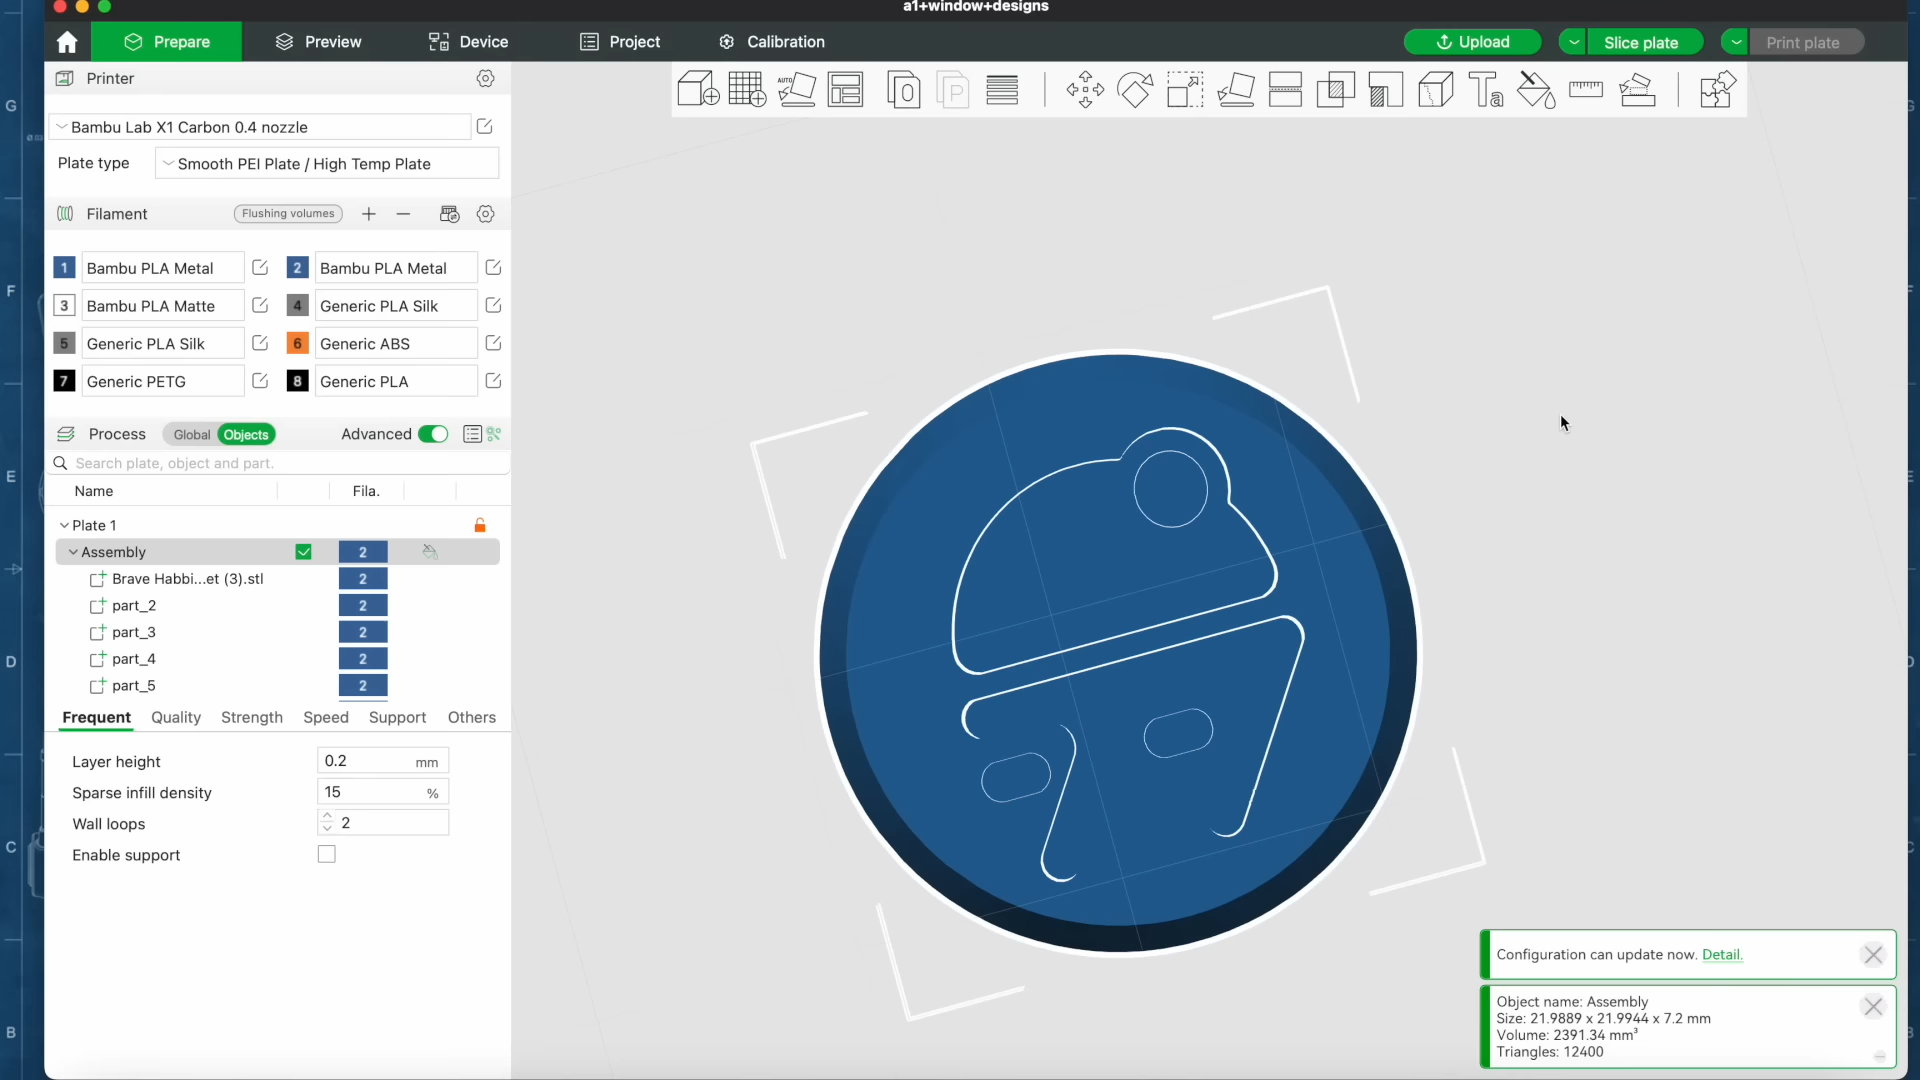 a1+window+designs
Prepare
Preview
Device
Project
Calibration
Upload
Slice plate
Print plate
Printer
Bambu Lab X1 Carbon 0.4 nozzle
Plate type
Smooth PEI Plate / High Temp Plate
Filament
Flushing volumes
1 Bambu PLA Metal
2 Bambu PLA Metal
3 Bambu PLA Matte
4 Generic PLA Silk
5 Generic PLA Silk
6 Generic ABS
7 Generic PETG
8 Generic PLA
Process
Global
Objects
Advanced
Search plate, object and part.
Name
Fila.
Plate 1
Assembly 2
Brave Habbi...et (3).stl 2
part_2 2
part_3 2
part_4 2
part_5 2
Frequent
Quality
Strength
Speed
Support
Others
Layer height 0.2 mm
Sparse infill density 15 %
Wall loops 2
Enable support
AUTO
O
P
Ta
Configuration can update now. Detail.
Object name: Assembly
Size: 21.9889 x 21.9944 x 7.2 mm
Volume: 2391.34 mm³
Triangles: 12400
G
F
E
D
C
B